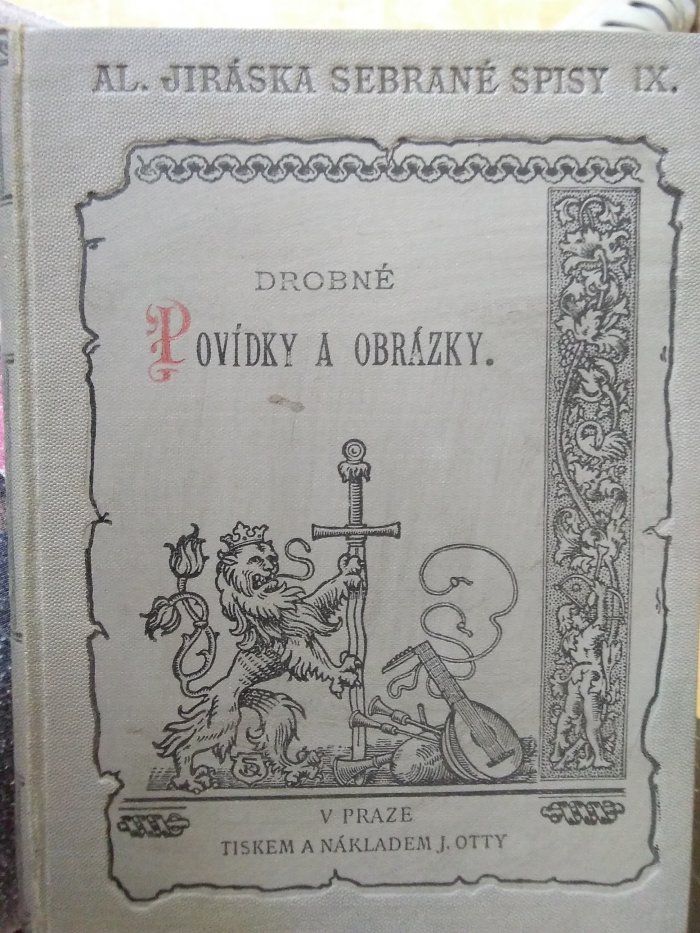 AL. JIRÁSKA SEBRANÉ SPISY IX.
DROBNÉ
POVÍDKY A OBRÁZKY.
V PRAZE
TISKEM A NÁKLADEM J. OTTY